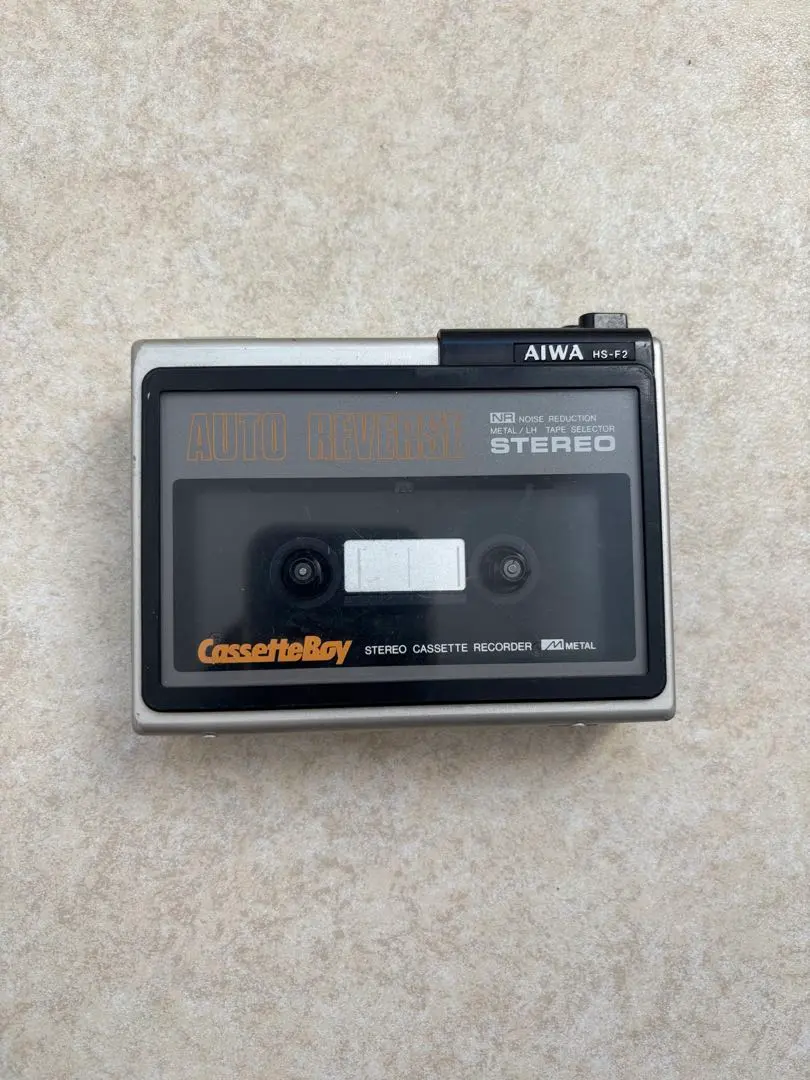 AIWA HS-F2
AUTO REVERSE
NR NOISE REDUCTION
METAL/LH TAPE SELECTOR
STEREO
CassetteBoy STEREO CASSETTE RECORDER METAL